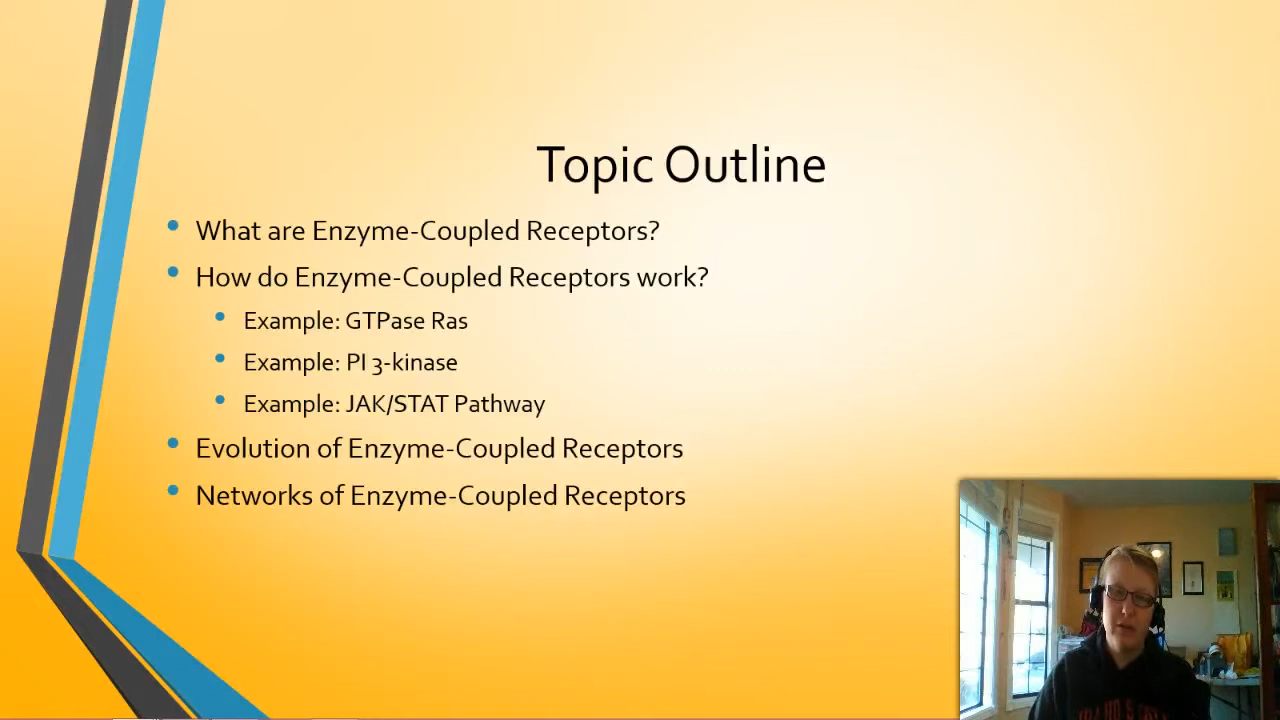 Topic Outline
What are Enzyme-Coupled Receptors?
How do Enzyme-Coupled Receptors work?
Example: GTPase Ras
Example: PI 3-kinase
Example: JAK/STAT Pathway
Evolution of Enzyme-Coupled Receptors
Networks of Enzyme-Coupled Receptors